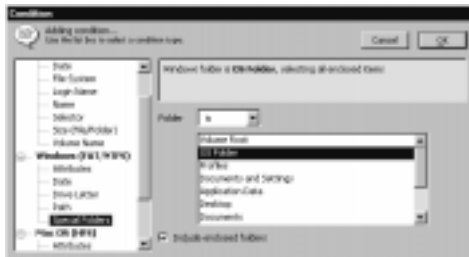 Condition
Adding condition...
Use the list box to select a condition type.
Cancel
OK
Date
File System
Login Name
Name
Selector
Size (File/Folder)
Volume Name
Windows (FAT/NTFS)
Attributes
Date
Drive Letter
Path
Special Folders
Mac OS (HFS)
Attributes
Windows folder is OS Folder, selecting all enclosed items
Folder
is
Volume Root
OS Folder
Profiles
Documents and Settings
Application Data
Desktop
Documents
Include enclosed folders